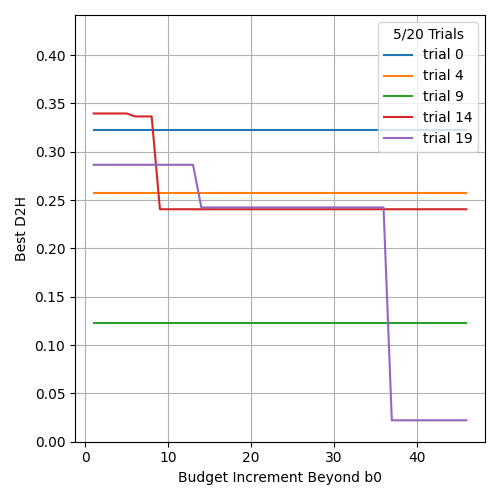 5/20 Trials
trial 0
trial 4
trial 9
trial 14
trial 19
0.40
0.35
0.30
0.25
0.20
0.15
0.10
0.05
0.00
Best D2H
0 10 20 30 40
Budget Increment Beyond b0